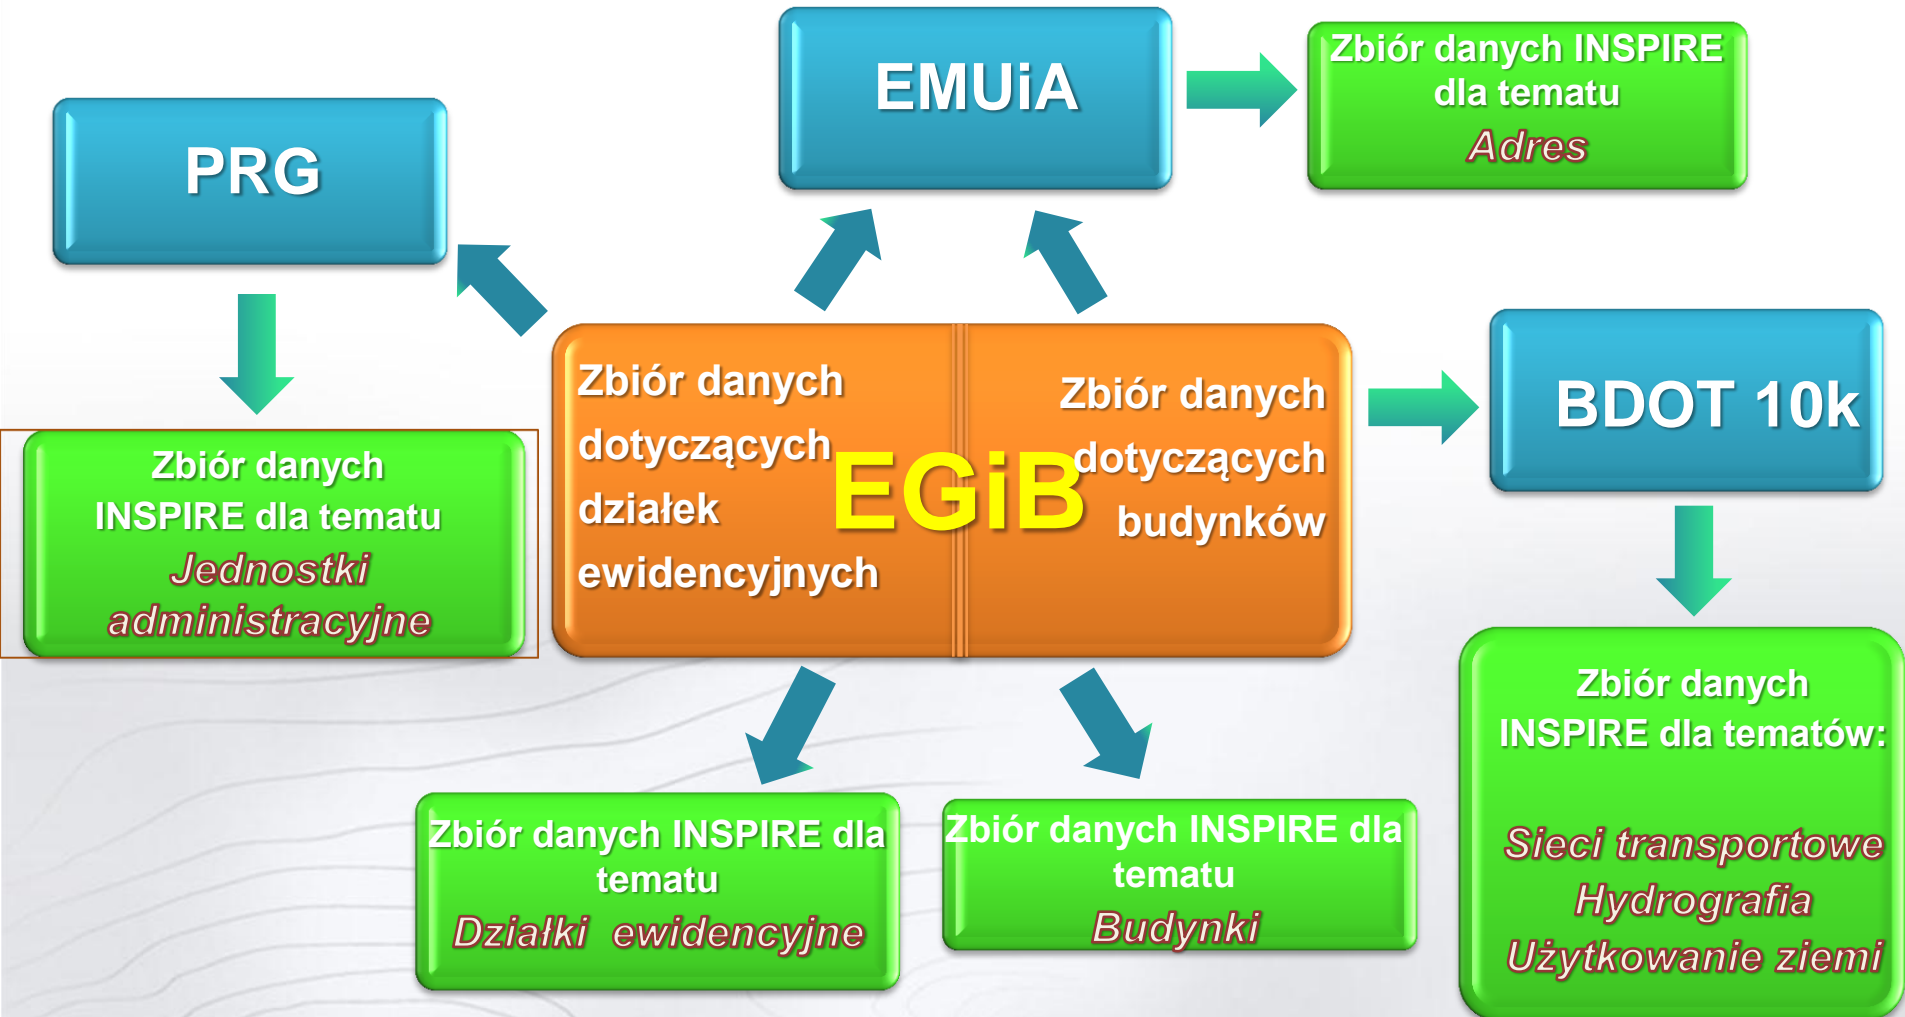 EMUiA
Zbiór danych INSPIRE
dla tematu
Adres
PRG
Zbiór danych
dotyczących
działek
ewidencyjnych
EGiB
Zbiór danych
dotyczących
budynków
BDOT 10k
Zbiór danych
INSPIRE dla tematu
Jednostki
administracyjne
Zbiór danych INSPIRE dla
tematu
Działki ewidencyjne
Zbiór danych INSPIRE dla
tematu
Budynki
Zbiór danych
INSPIRE dla tematów:
Sieci transportowe
Hydrografia
Użytkowanie ziemi